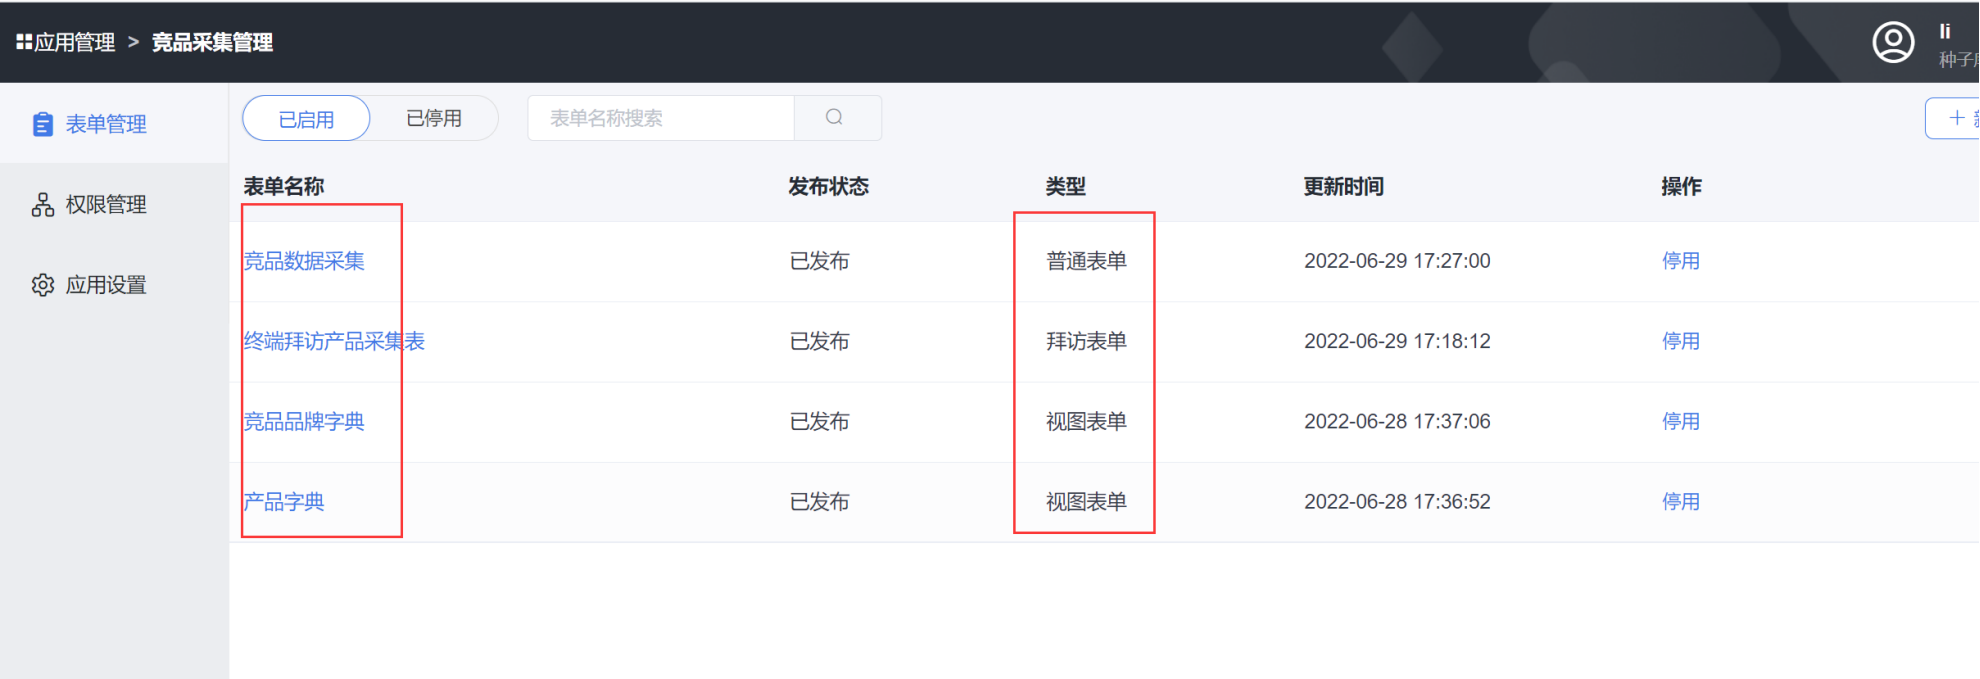 应用管理 > 竞品采集管理
li
种子
表单管理
权限管理
应用设置
已启用 已停用 表单名称搜索
表单名称 发布状态 类型 更新时间 操作
竞品数据采集 已发布 普通表单 2022-06-29 17:27:00 停用
终端拜访产品采集表 已发布 拜访表单 2022-06-29 17:18:12 停用
竞品品牌字典 已发布 视图表单 2022-06-28 17:37:06 停用
产品字典 已发布 视图表单 2022-06-28 17:36:52 停用